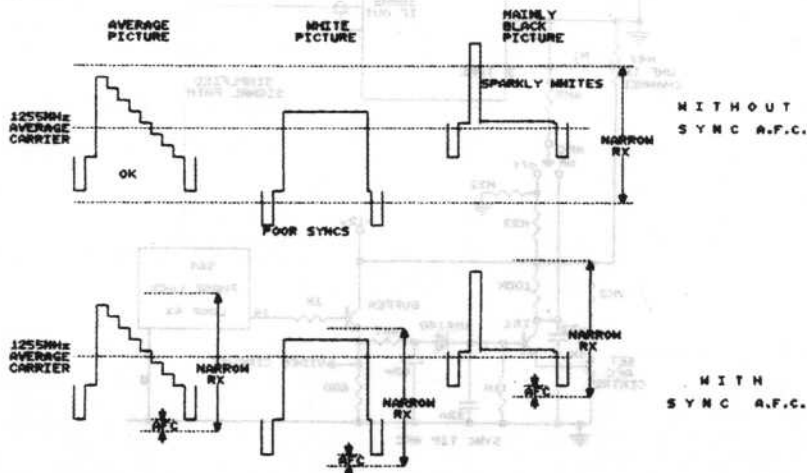 AVERAGE
PICTURE
WHITE
PICTURE
MAINLY
BLACK
PICTURE
SPARKLY WHITES
1255MHz
AVERAGE
CARRIER
OK
NARROW
RX
WITHOUT
SYNC A.F.C.
POOR SYNCS
1255MHz
AVERAGE
CARRIER
NARROW
RX
AFC
NARROW
RX
AFC
NARROW
RX
AFC
WITH
SYNC A.F.C.